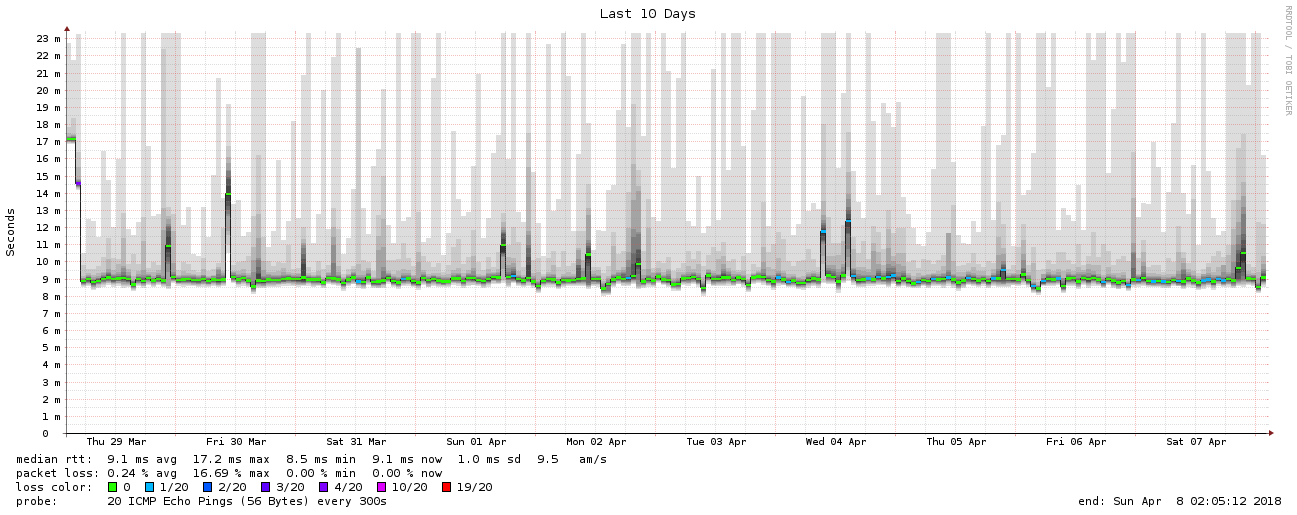 Last 10 Days
RRDTOOL / TOBI OETIKER
Seconds
23 m
22 m
21 m
20 m
19 m
18 m
17 m
16 m
15 m
14 m
13 m
12 m
11 m
10 m
9 m
8 m
7 m
6 m
5 m
4 m
3 m
2 m
1 m
0
Thu 29 Mar Fri 30 Mar Sat 31 Mar Sun 01 Apr Mon 02 Apr Tue 03 Apr Wed 04 Apr Thu 05 Apr Fri 06 Apr Sat 07 Apr
median rtt: 9.1 ms avg 17.2 ms max 8.5 ms min 9.1 ms now 1.0 ms sd 9.5 am/s
packet loss: 0.24 % avg 16.69 % max 0.00 % min 0.00 % now
loss color: 0 1/20 2/20 3/20 4/20 10/20 19/20
probe: 20 ICMP Echo Pings (56 Bytes) every 300s end: Sun Apr 8 02:05:12 2018